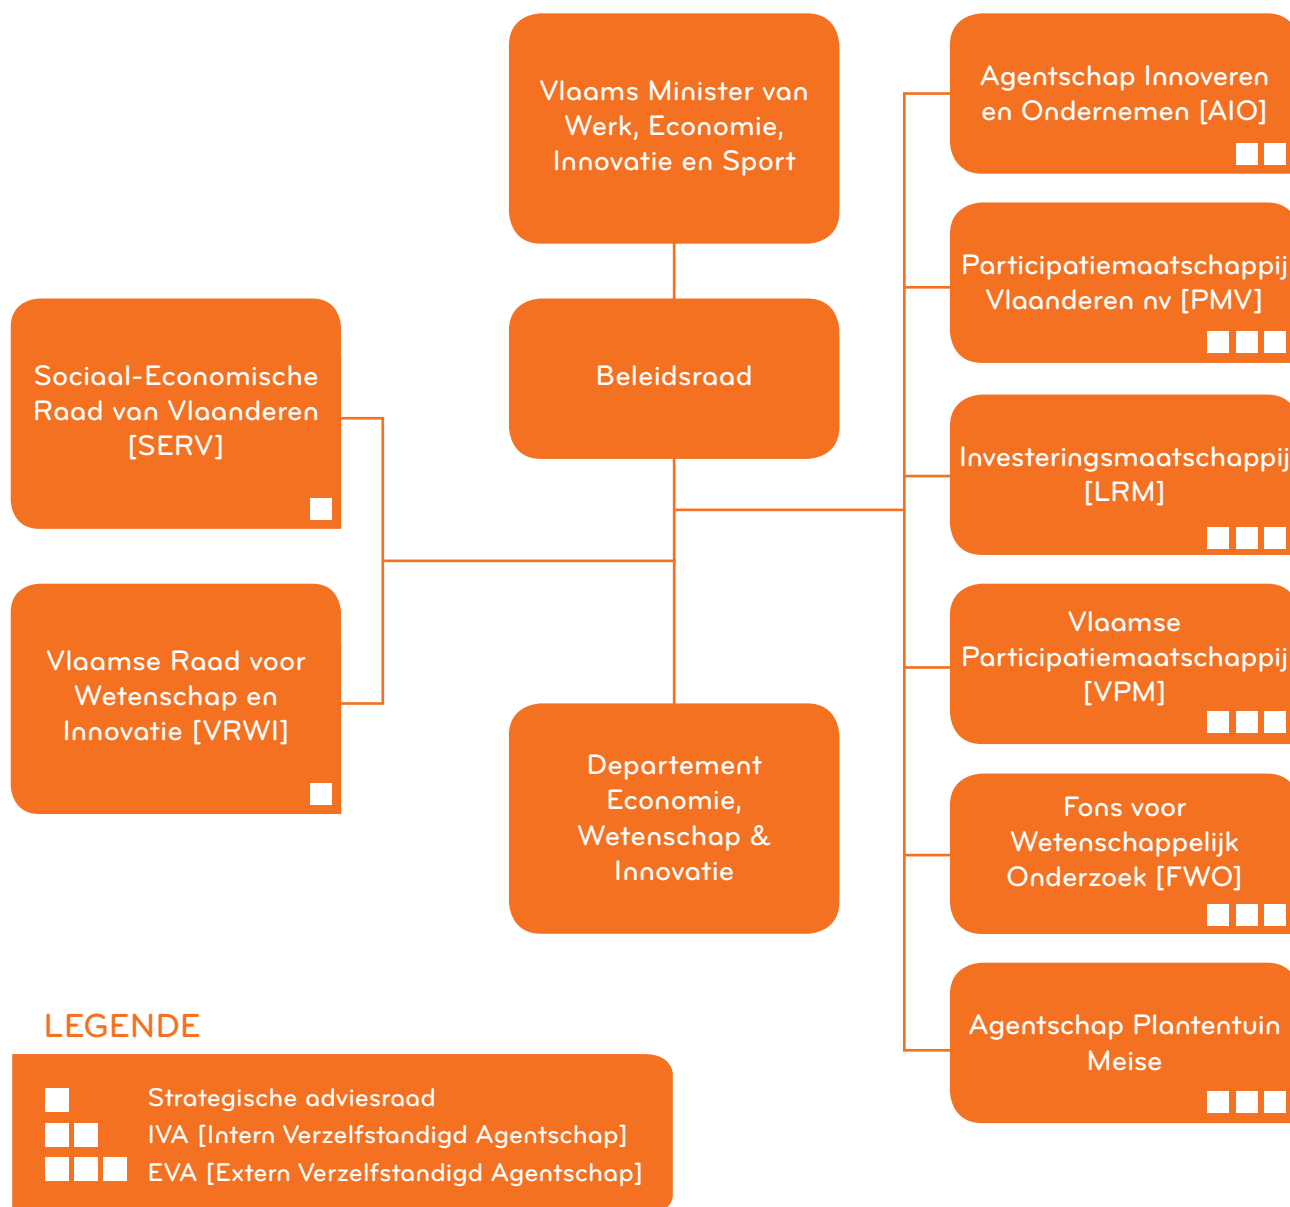 Vlaams Minister van
Werk, Economie,
Innovatie en Sport
Beleidsraad
Sociaal-Economische
Raad van Vlaanderen
[SERV]
Vlaamse Raad voor
Wetenschap en
Innovatie [VRWI]
Departement
Economie,
Wetenschap &
Innovatie
Agentschap Innoveren
en Ondernemen [AIO]
Participatiemaatschappij
Vlaanderen nv [PMV]
Investeringsmaatschappij
[LRM]
Vlaamse
Participatiemaatschappij
[VPM]
Fons voor
Wetenschappelijk
Onderzoek [FWO]
Agentschap Plantentuin
Meise
LEGENDE
Strategische adviesraad
IVA [Intern Verzelfstandigd Agentschap]
EVA [Extern Verzelfstandigd Agentschap]